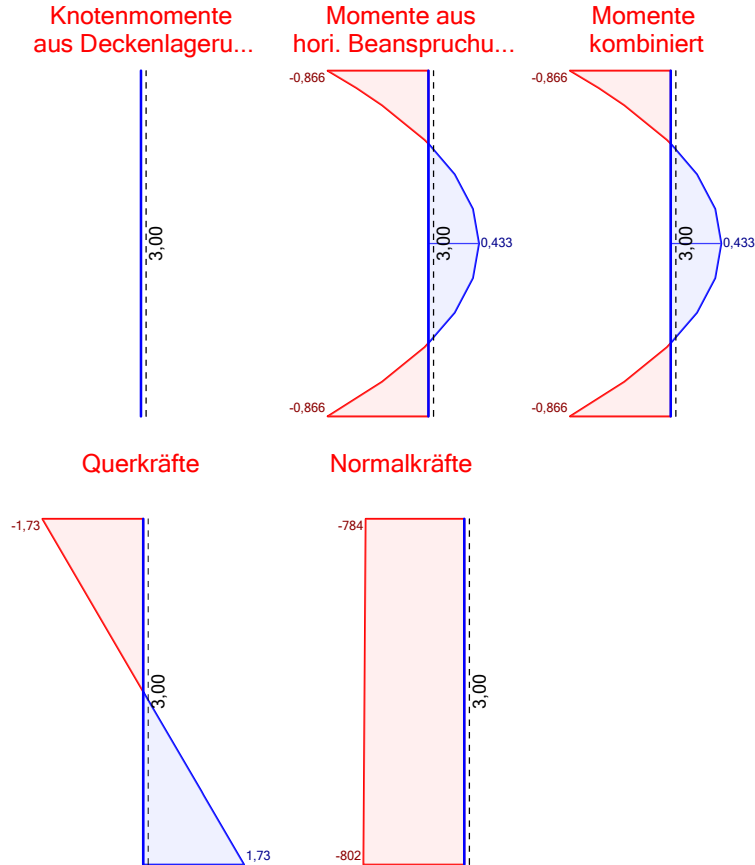 Knotenmomente
aus Deckenlageru...
Momente aus
hori. Beanspruchu...
Momente
kombiniert
-0,866
-0,866
3,00
3,00
0,433
3,00
0,433
-0,866
-0,866
Querkräfte
Normalkräfte
-1,73
-784
3,00
3,00
1,73
-802